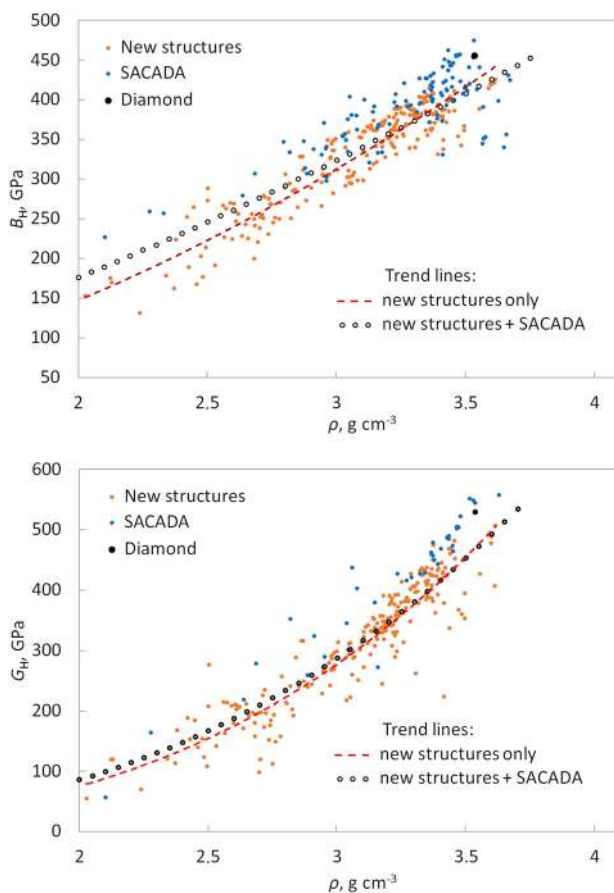 500
450
400
350
300
250
200
150
100
50
B_H, GPa
New structures
SACADA
Diamond
Trend lines:
new structures only
new structures + SACADA
2
2.5
3
3.5
4
ρ, g cm⁻³
600
500
400
300
200
100
0
G_H, GPa
New structures
SACADA
Diamond
Trend lines:
new structures only
new structures + SACADA
2
2.5
3
3.5
4
ρ, g cm⁻³